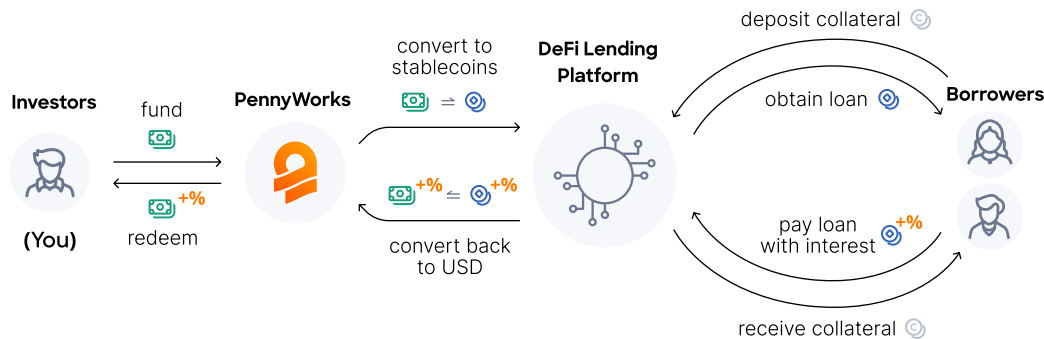 Investors
fund
+%
redeem
(You)
PennyWorks
convert to
stablecoins
+%
+%
convert back
to USD
DeFi Lending
Platform
deposit collateral
C
obtain loan
Borrowers
pay loan
with interest
+%
receive collateral
C